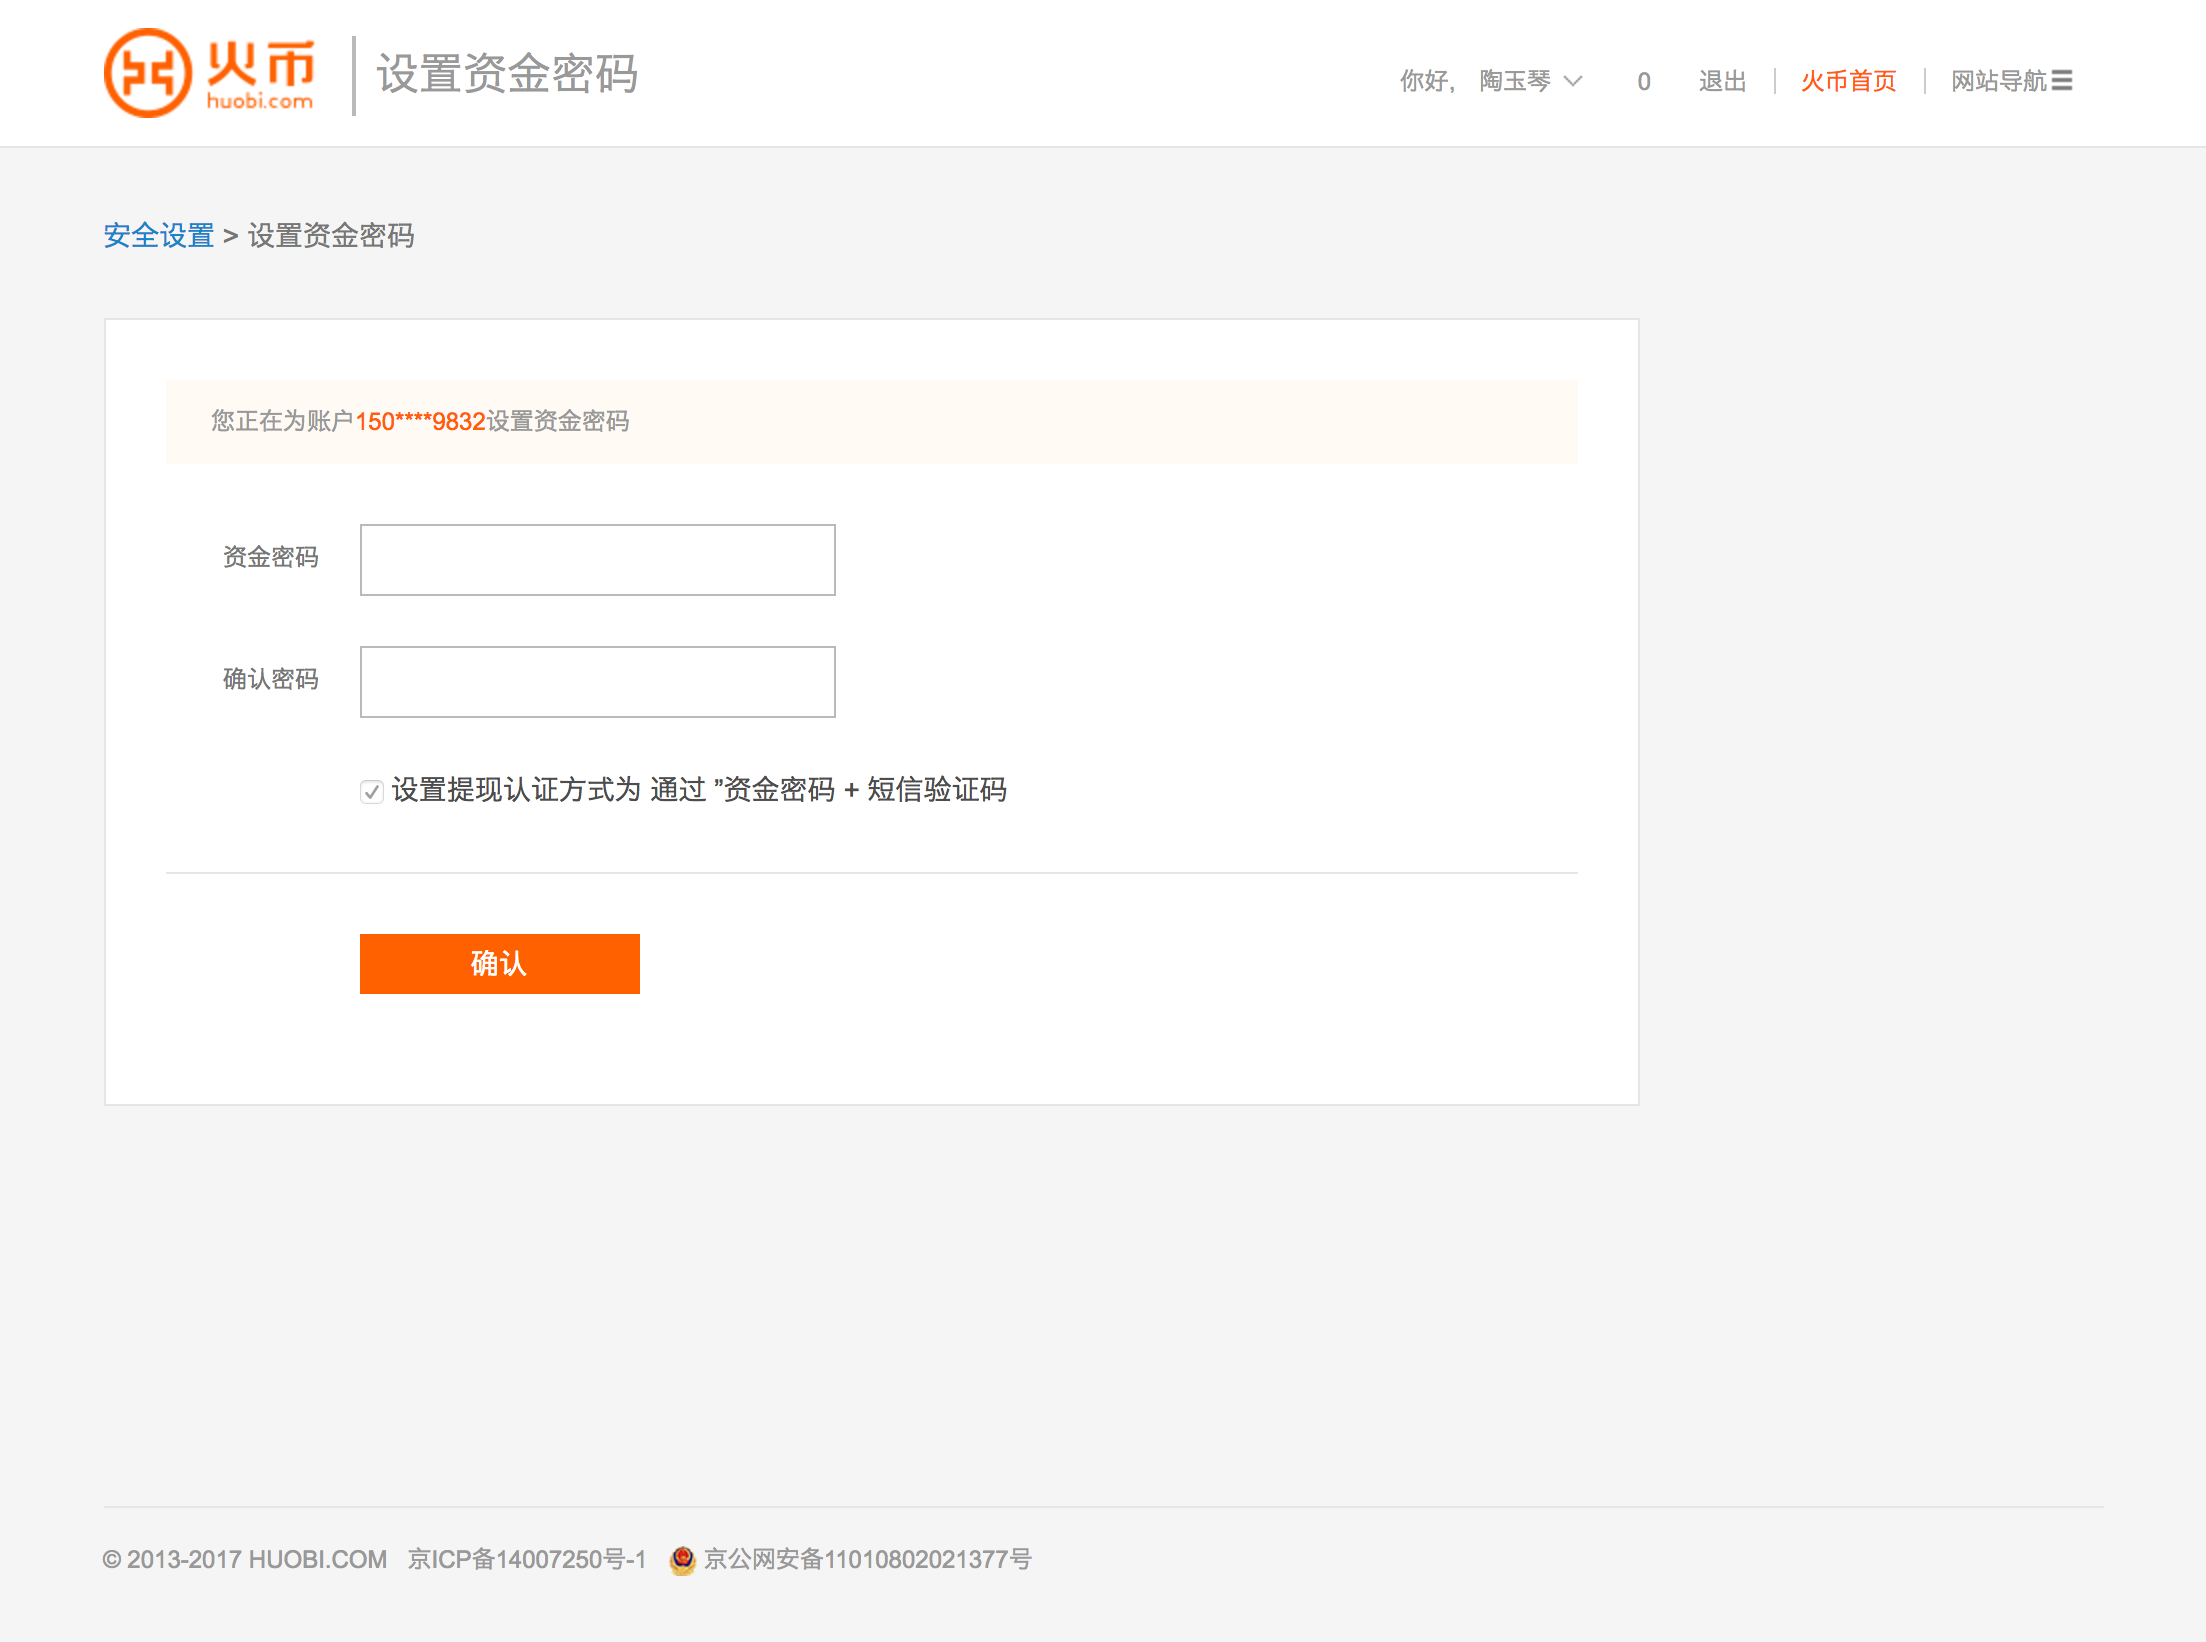 火币
huobi.com
设置资金密码
你好, 陶玉琴 0 退出 火币首页 网站导航
安全设置 > 设置资金密码
您正在为账户150****9832设置资金密码
资金密码
确认密码
设置提现认证方式为 通过 ”资金密码 + 短信验证码
确认
© 2013-2017 HUOBI.COM 京ICP备14007250号-1 京公网安备11010802021377号